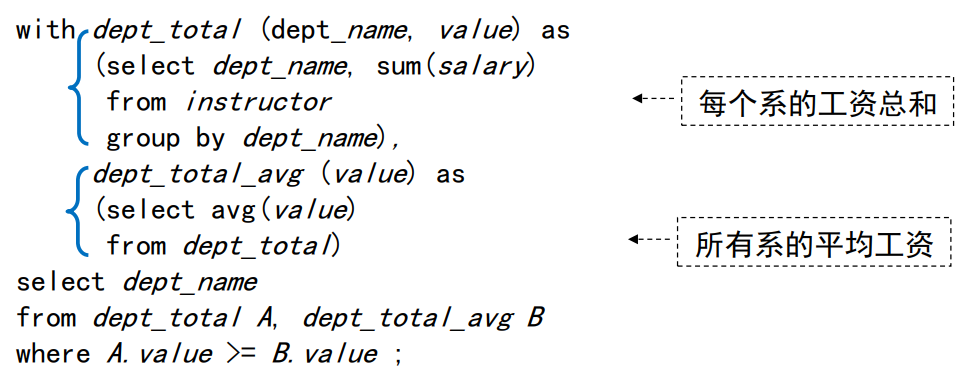 with dept_total (dept_name, value) as
(select dept_name, sum(salary)
from instructor
group by dept_name),
每个系的工资总和
dept_total_avg (value) as
(select avg(value)
from dept_total)
所有系的平均工资
select dept_name
from dept_total A, dept_total_avg B
where A.value >= B.value ;